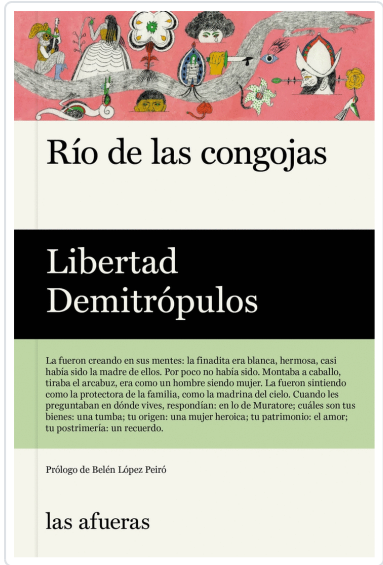 Río de las congojas
Libertad
Demitrópulos
La fueron creando en sus mentes: la finadita era blanca, hermosa, casi
había sido la madre de ellos. Por poco no había sido. Montaba a caballo,
tiraba el arcabuz, era como un hombre siendo mujer. La fueron sintiendo
como la protectora de la familia, como la madrina del cielo. Cuando les
preguntaban en dónde vives, respondían: en lo de Muratore; cuáles son tus
bienes: una tumba; tu origen: una mujer heroica; tu patrimonio: el amor;
tu postrimería: un recuerdo.
Prólogo de Belén López Peiró
las afueras